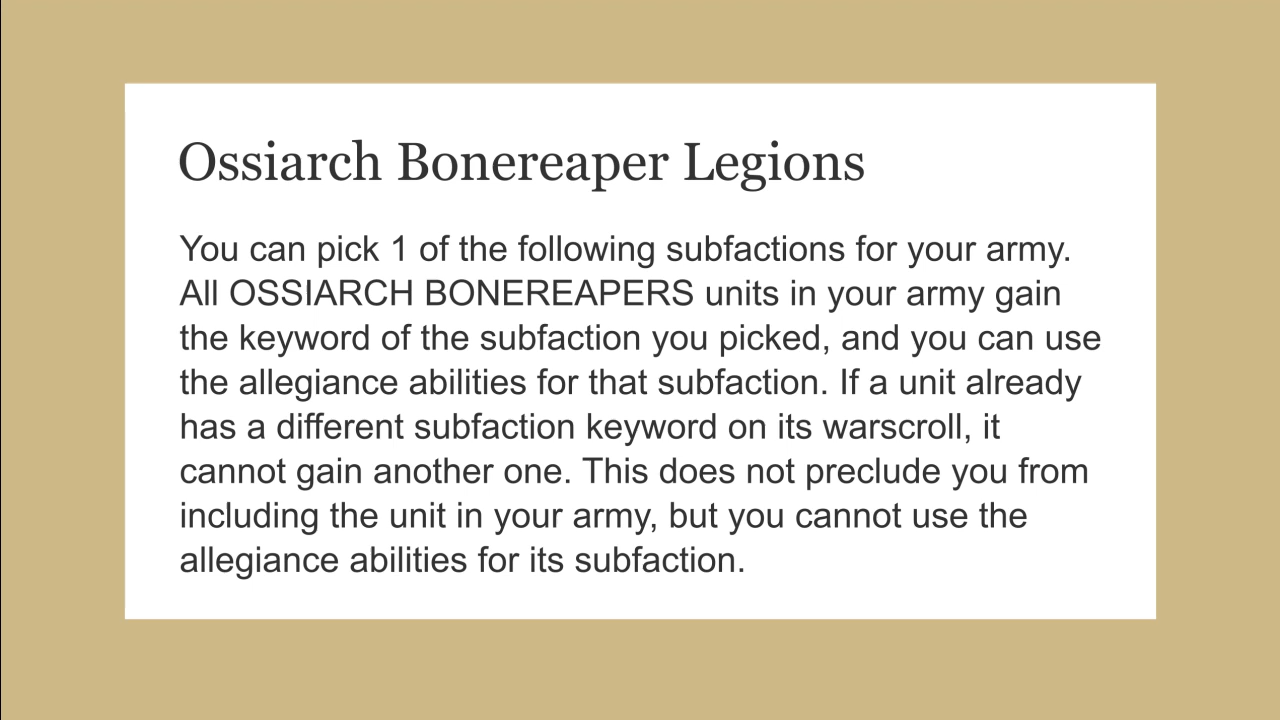 Ossiarch Bonereaper Legions
You can pick 1 of the following subfactions for your army.
All OSSIARCH BONEREAPERS units in your army gain
the keyword of the subfaction you picked, and you can use
the allegiance abilities for that subfaction. If a unit already
has a different subfaction keyword on its warscroll, it
cannot gain another one. This does not preclude you from
including the unit in your army, but you cannot use the
allegiance abilities for its subfaction.